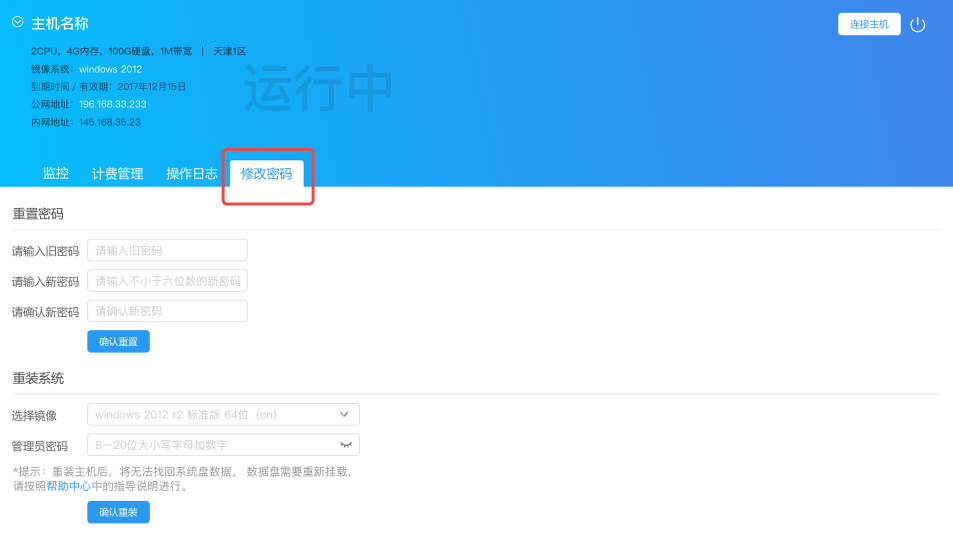 主机名称
连接主机
2CPU，4G内存，100G硬盘，1M带宽 | 天津1区
镜像系统：windows 2012
到期时间 / 有效期：2017年12月15日
公网地址：196.168.33.233
内网地址：145.168.35.23
运行中
监控 计费管理 操作日志 修改密码
重置密码
请输入旧密码 请输入旧密码
请输入新密码 请输入不小于六位数的新密码
请确认新密码 请确认新密码
确认重置
重装系统
选择镜像 windows 2012 r2 标准版 64位（cn）
管理员密码 8～20位大小写字母加数字
*提示：重装主机后，将无法找回系统盘数据。 数据盘需要重新挂载，
请按照帮助中心中的指导说明进行。
确认重装